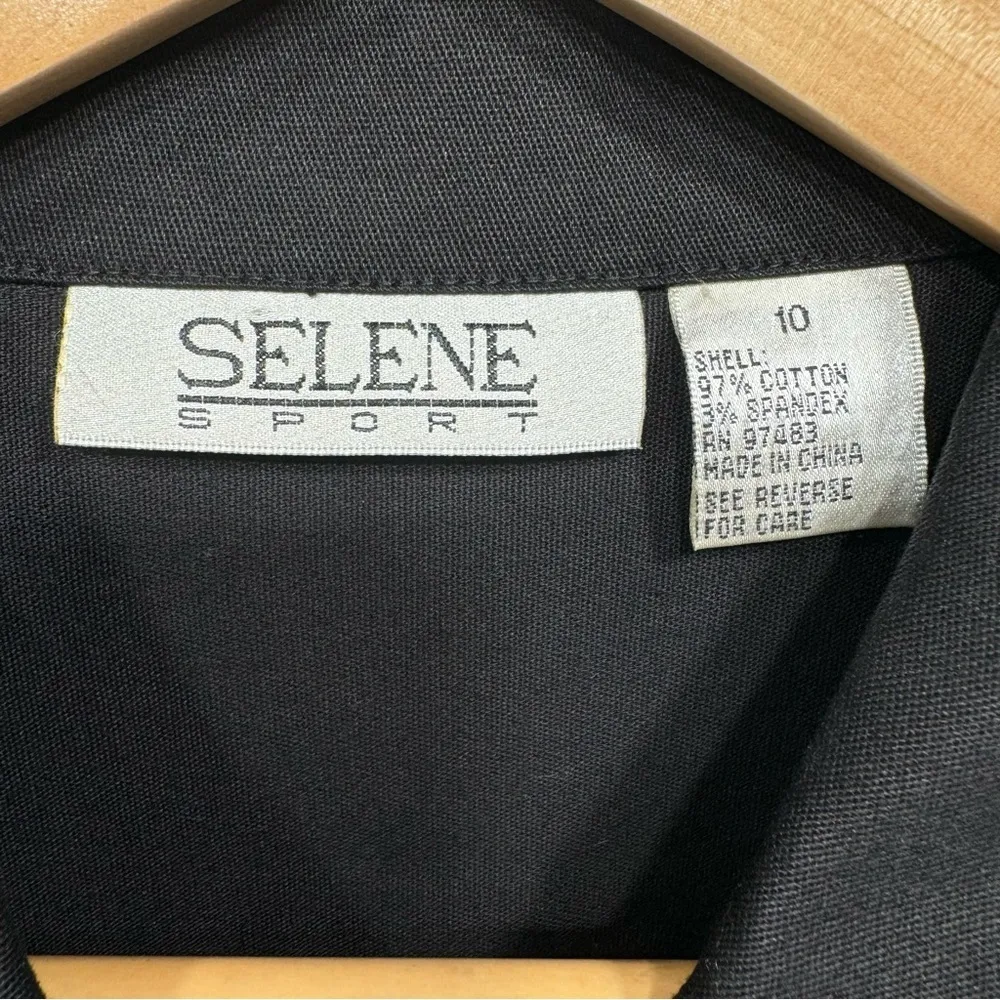 SELENE
SPORT
10
SHELL:
97% COTTON
3% SPANDEX
RN 97483
MADE IN CHINA
SEE REVERSE
FOR CARE